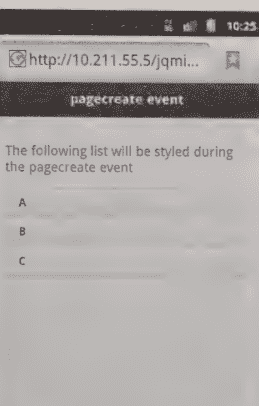 10:25
http://10.211.55.5/jqmi...
pagecreate event
The following list will be styled during
the pagecreate event
A
B
C